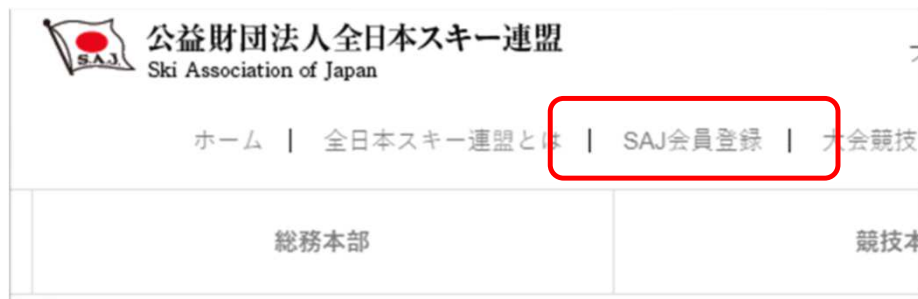 S.A.J.
公益財団法人全日本スキー連盟
Ski Association of Japan
ホーム | 全日本スキー連盟とは | SAJ会員登録 | 大会競技
総務本部 競技本